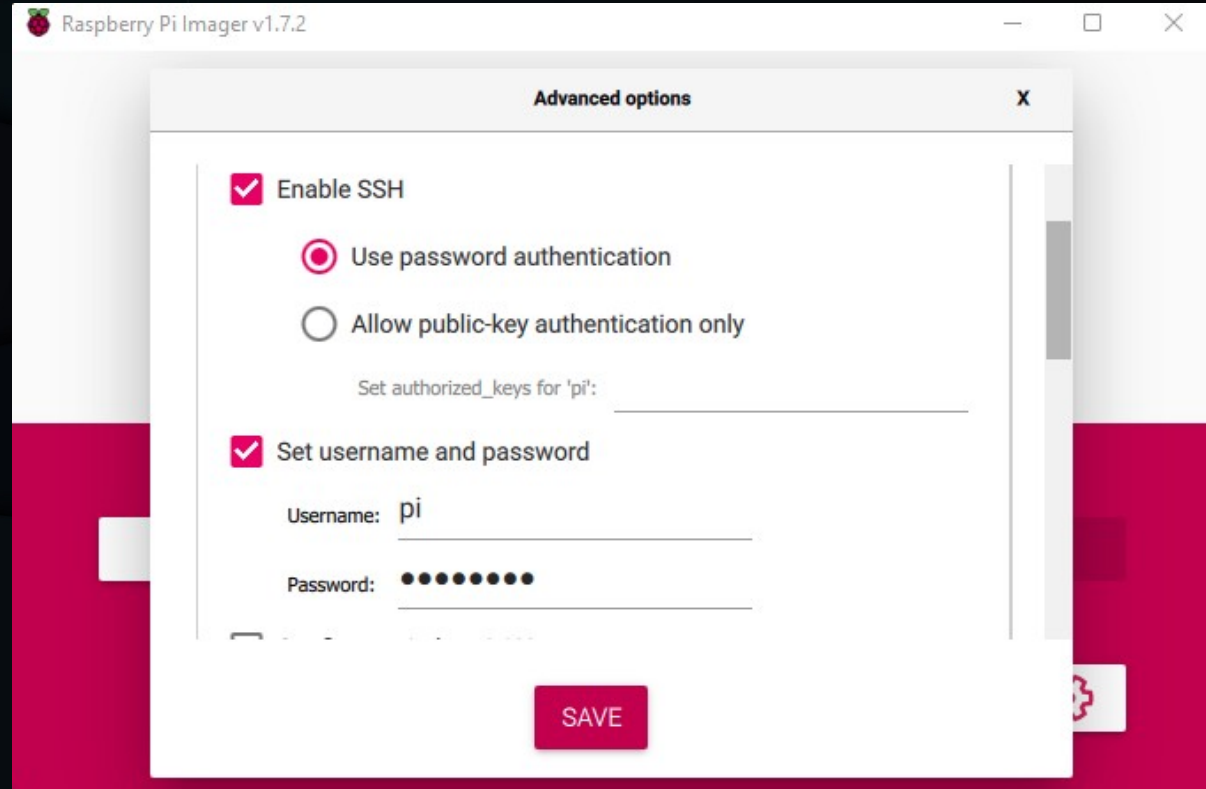 Raspberry Pi Imager v1.7.2
Advanced options
X
Enable SSH
Use password authentication
Allow public-key authentication only
Set authorized_keys for 'pi':
Set username and password
Username: pi
Password: ••••••••
SAVE